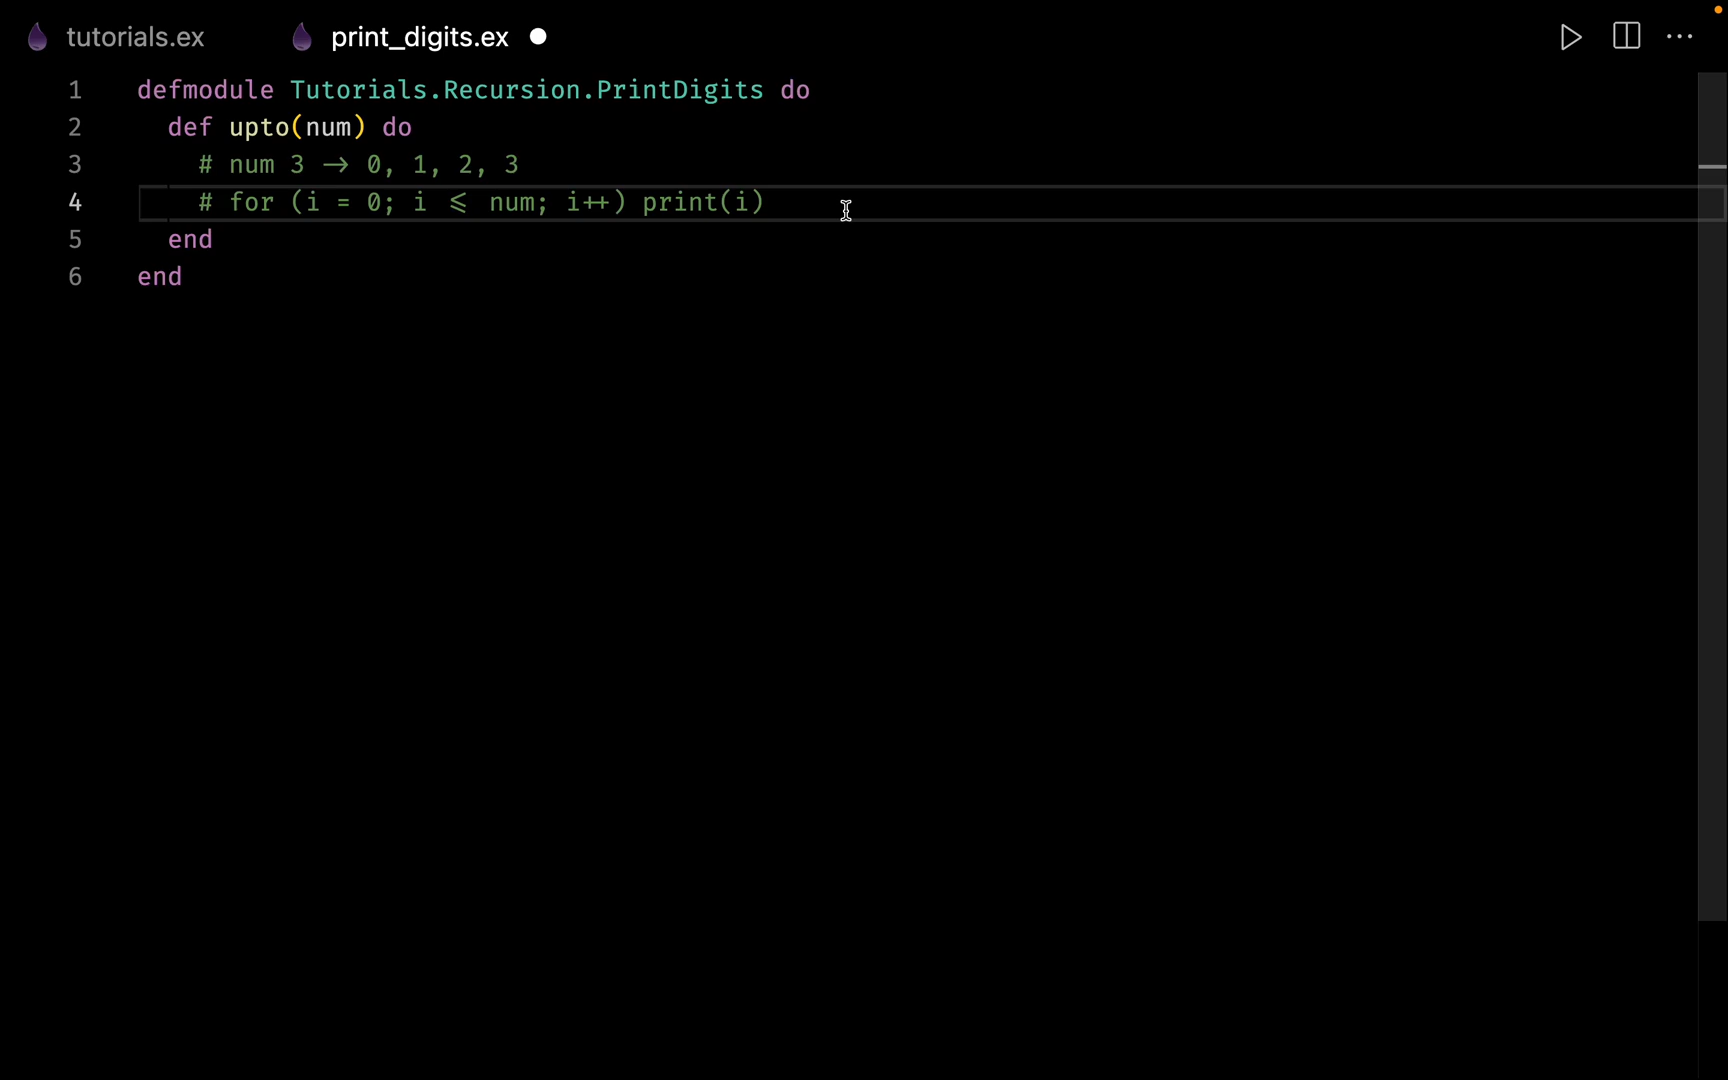 tutorials.ex print_digits.ex
1 defmodule Tutorials.Recursion.PrintDigits do
2 def upto(num) do
3 # num 3 -> 0, 1, 2, 3
4 # for (i = 0; i <= num; i++) print(i)
5 end
6 end